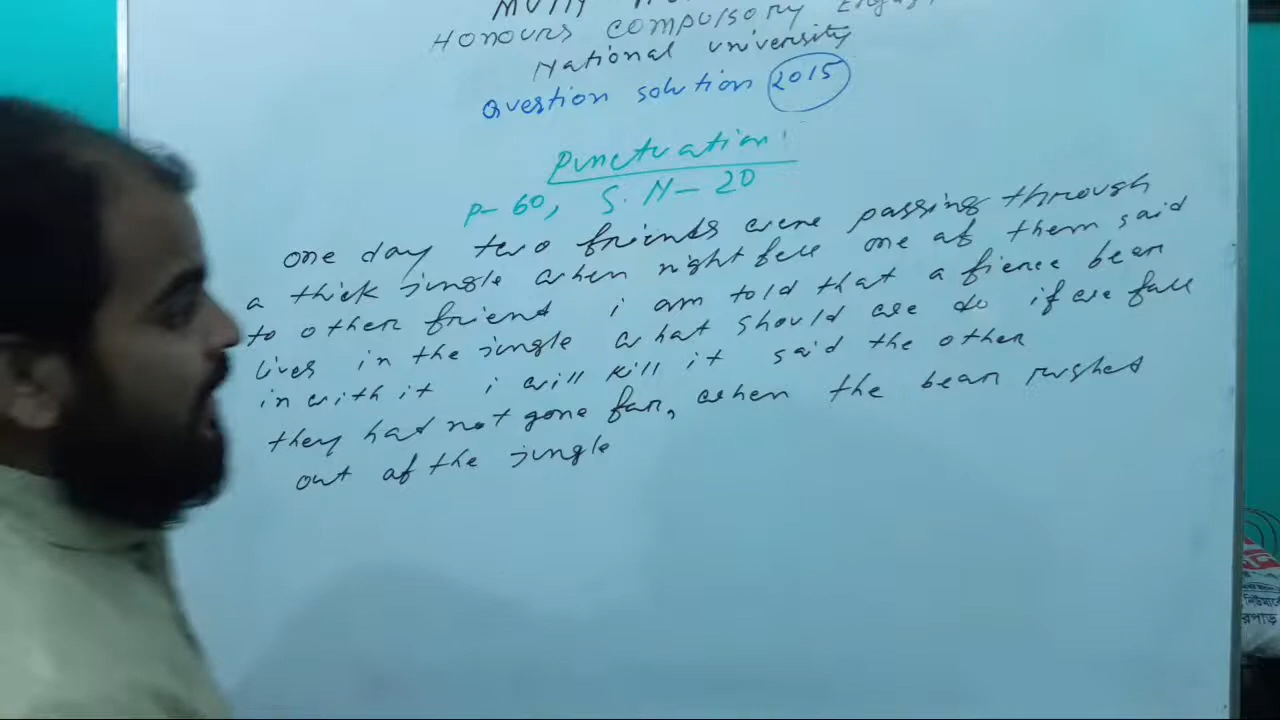 Honours compulsory
National university
Question solution 2015
Punctuation:
P- 60, S.N - 20
one day two friends were passing through
a thick jungle when night fell one of them said
to other friend i am told that a fierce bear
lives in the jungle what should we do if we fall
in with it i will kill it said the other
they had not gone far, when the bear rushed
out of the jungle